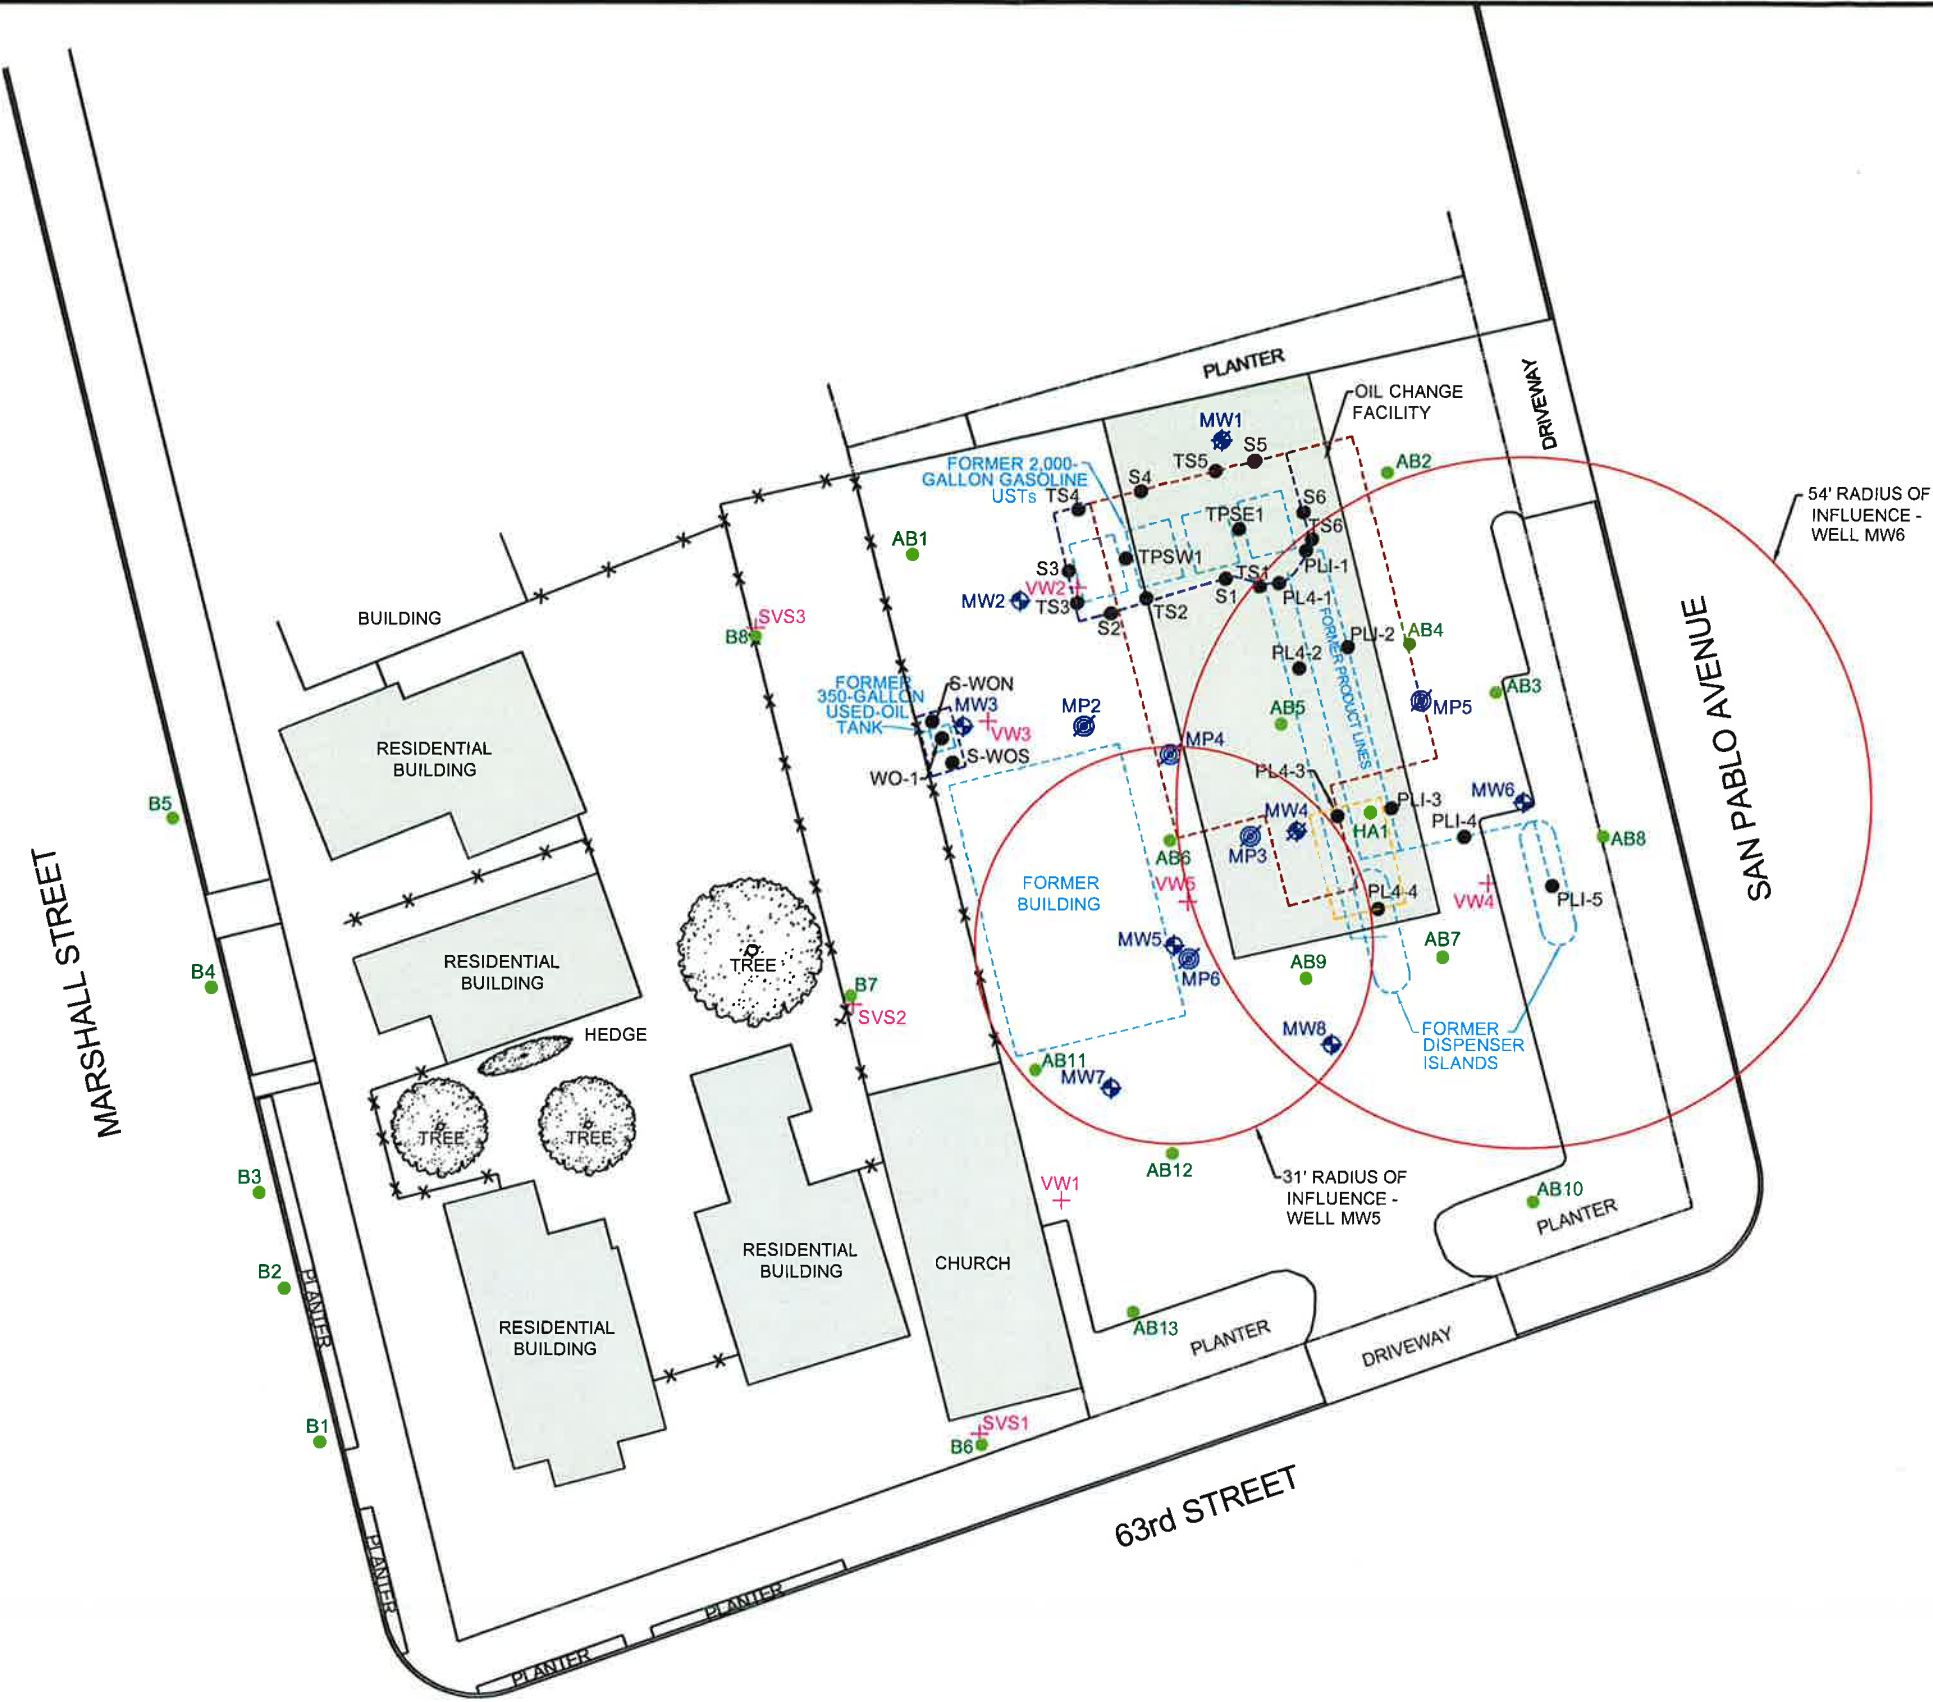 PLANTER
DRIVEWAY
OIL CHANGE
FACILITY
MW1
S5
TS5
S4
AB2
FORMER 2,000-
GALLON GASOLINE
USTs
TS4
S6
TPSE1
TS6
54' RADIUS OF
INFLUENCE -
WELL MW6
AB1
TPSW1
PLI-1
S3
VW2
TS1
S1
PL4-1
MW2
TS3
TS2
S2
BUILDING
SVS3
B8
FORMER PRODUCT LINES
PLI-2
AB4
PL4-2
SAN PABLO AVENUE
FORMER
350-GALLON
USED-OIL
TANK
S-WON
MW3
VW3
MP2
AB5
MP5
AB3
S-WOS
WO-1
MP4
PL4-3
RESIDENTIAL
BUILDING
B5
MW4
PLI-3
MW6
HA1
PLI-4
AB8
AB6
MP3
MARSHALL STREET
FORMER
BUILDING
VW5
PL4-4
VW4
PLI-5
MW5
MP6
AB7
AB9
RESIDENTIAL
BUILDING
TREE
B4
B7
SVS2
HEDGE
MW8
FORMER
DISPENSER
ISLANDS
AB11
MW7
TREE
TREE
AB12
31' RADIUS OF
INFLUENCE -
WELL MW5
B3
VW1
AB10
PLANTER
RESIDENTIAL
BUILDING
CHURCH
B2
PLANTER
AB13
PLANTER
DRIVEWAY
RESIDENTIAL
BUILDING
B1
SVS1
B6
63rd STREET
PLANTER
PLANTER
PLANTER